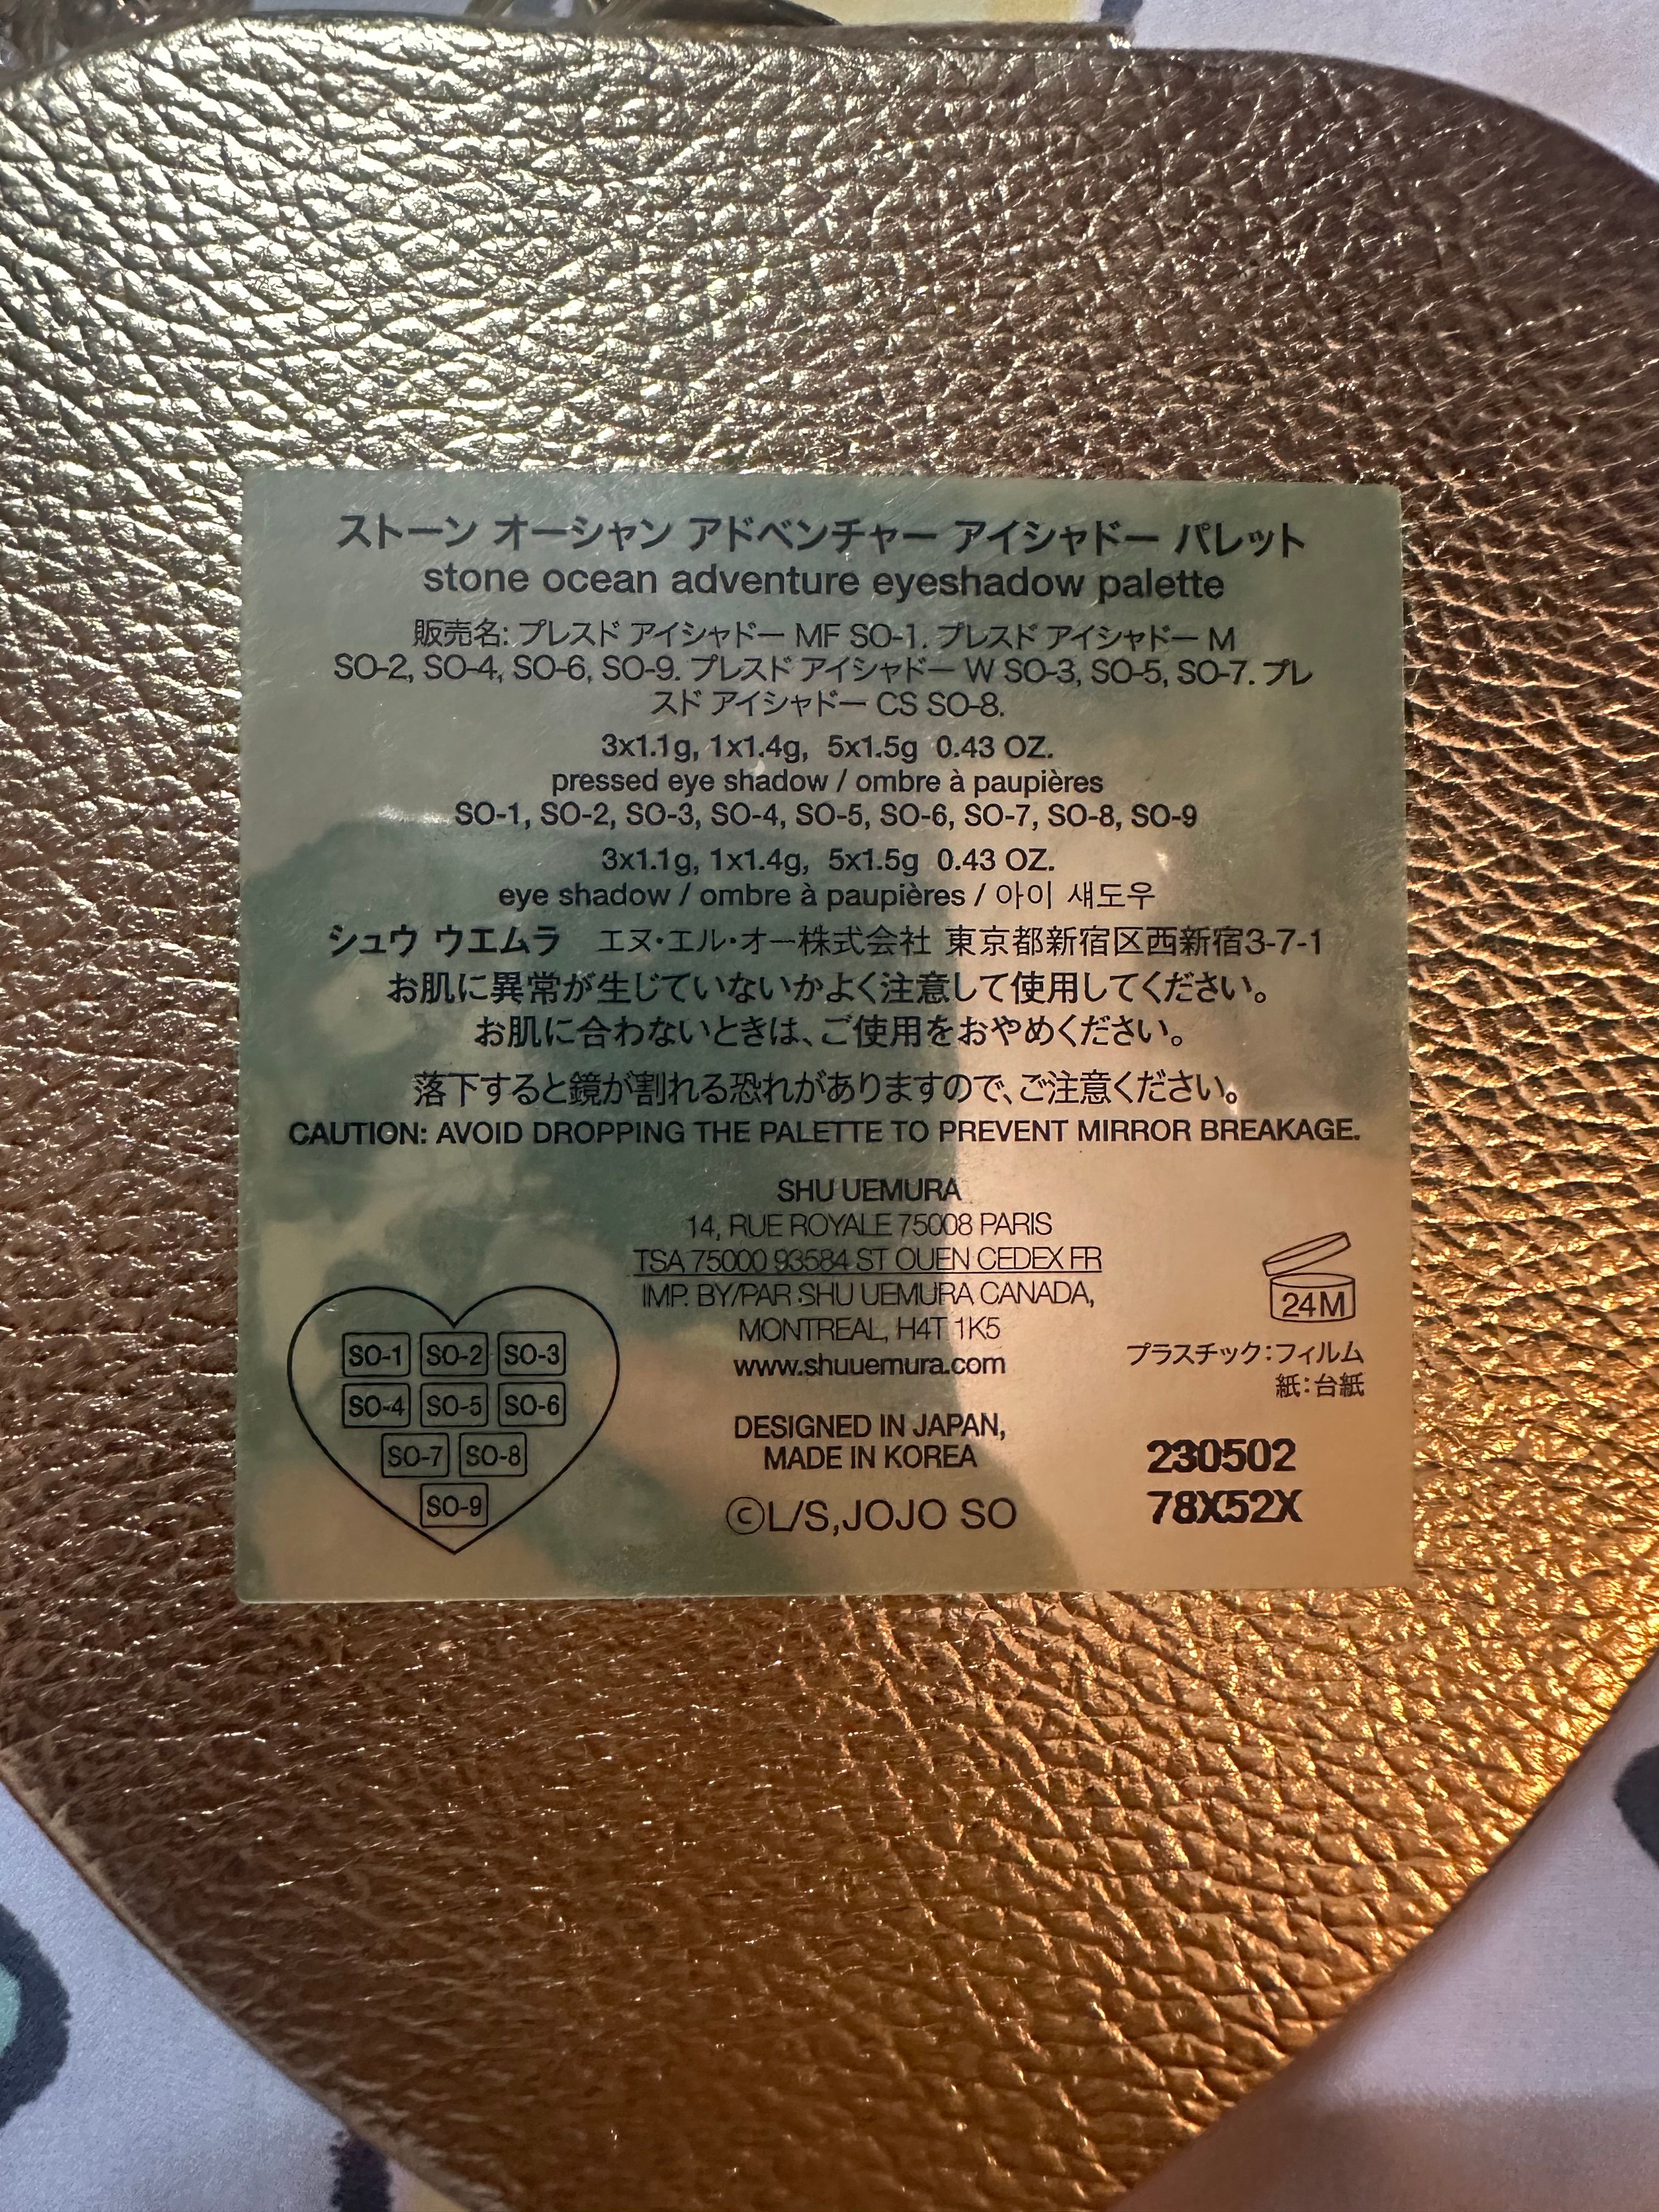 ストーン オーシャン アドベンチャー アイシャドー パレット
stone ocean adventure eyeshadow palette
販売名: プレスド アイシャドー MF SO-1. プレスド アイシャドー M
SO-2, SO-4, SO-6, SO-9. プレスド アイシャドー W SO-3, SO-5, SO-7. プレ
スド アイシャドー CS SO-8.
3x1.1g, 1x1.4g, 5x1.5g 0.43 OZ.
pressed eye shadow / ombre à paupières
SO-1, SO-2, SO-3, SO-4, SO-5, SO-6, SO-7, SO-8, SO-9
3x1.1g, 1x1.4g, 5x1.5g 0.43 OZ.
eye shadow / ombre à paupières / 아이 섀도우
シュウ ウエムラ エヌ・エル・オー株式会社 東京都新宿区西新宿3-7-1
お肌に異常が生じていないかよく注意して使用してください。
お肌に合わないときは、ご使用をおやめください。
落下すると鏡が割れる恐れがありますので、ご注意ください。
CAUTION: AVOID DROPPING THE PALETTE TO PREVENT MIRROR BREAKAGE.
SHU UEMURA
14, RUE ROYALE 75008 PARIS
TSA 75000 93584 ST OUEN CEDEX FR
IMP. BY/PAR SHU UEMURA CANADA,
MONTREAL, H4T 1K5
www.shuuemura.com
DESIGNED IN JAPAN,
MADE IN KOREA
©L/S,JOJO SO
SO-1 SO-2 SO-3
SO-4 SO-5 SO-6
SO-7 SO-8
SO-9
24M
プラスチック:フィルム
紙:台紙
230502
78X52X